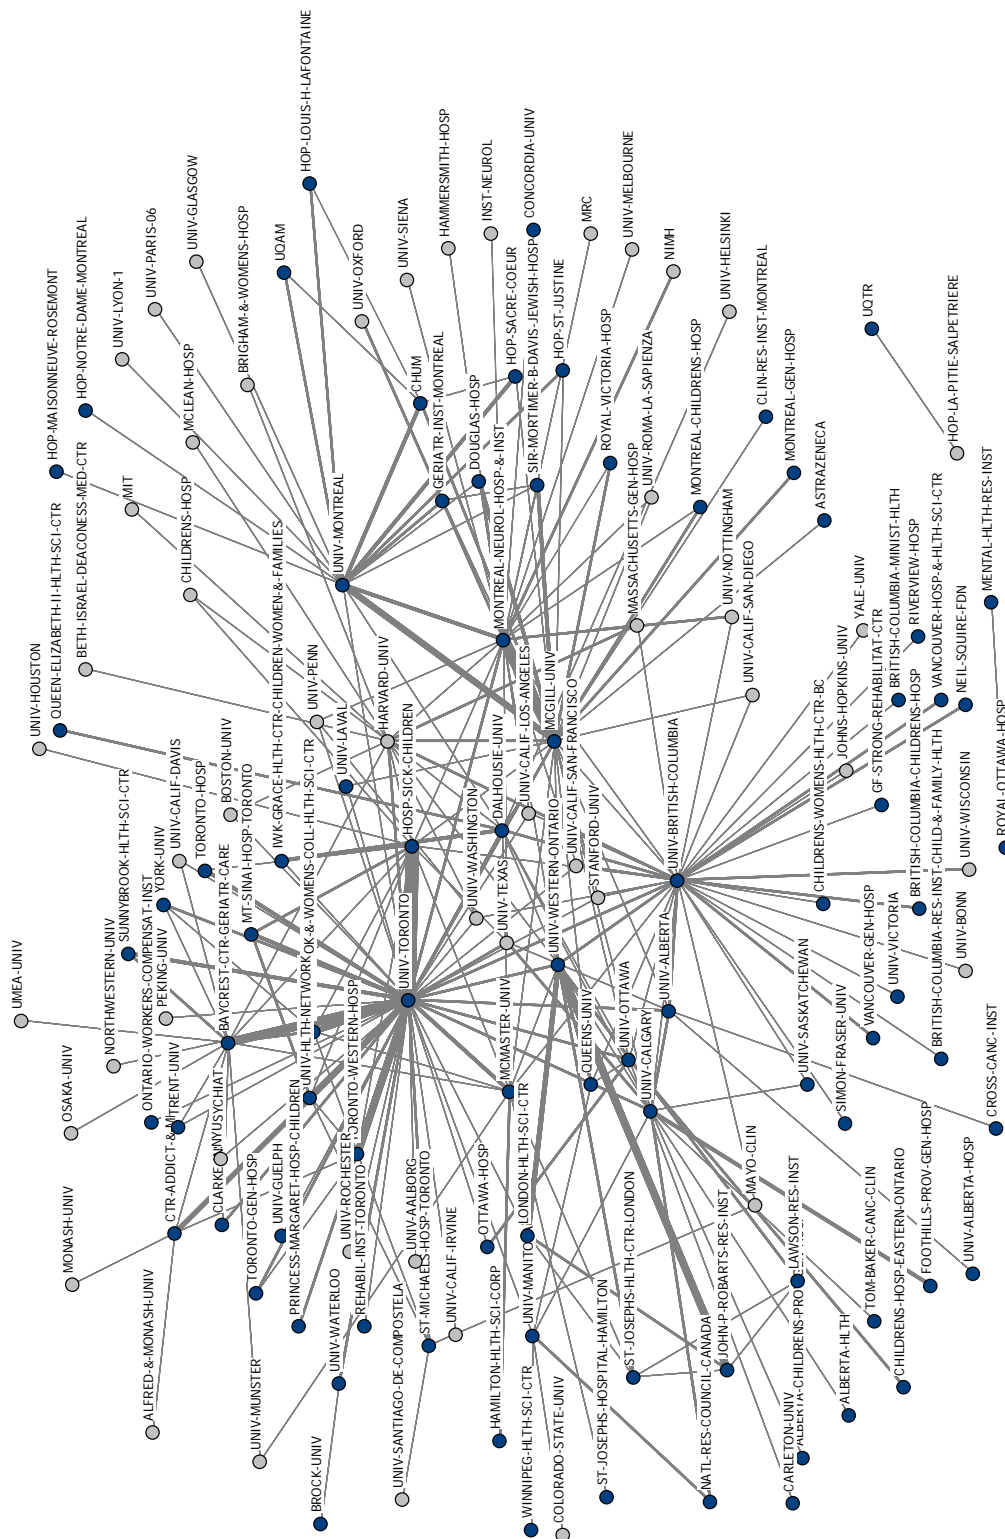 HOP-LOUIS-H-LAFONTAINE
HOP-MAISONNEUVE-ROSEMONT
HOP-NOTRE-DAME-MONTREAL
UNIV-LYON-1
UNIV-PARIS-06
UNIV-GLASGOW
BRIGHAM-&-WOMENS-HOSP
UQAM
UNIV-OXFORD
UNIV-SIENA
HAMMERSMITH-HOSP
INST-NEUROL
CONCORDIA-UNIV
MRC
UNIV-MELBOURNE
NIMH
UNIV-HELSINKI
CLIN-RES-INST-MONTREAL
MONTREAL-GEN-HOSP
ASTRAZENECA
UQTR
HOP-LA-PITIE-SALPETRIERE
MCLEAN-HOSP
CHUM
GERIATR-INST-MONTREAL
DOUGLAS-HOSP
HOP-SACRE-COEUR
SIR-MORTIMER-B-DAVIS-JEWISH-HOSP
HOP-ST-JUSTINE
ROYAL-VICTORIA-HOSP
UNIV-ROMA-LA-SAPIENZA
MONTREAL-CHILDRENS-HOSP
MIT
CHILDRENS-HOSP
QUEEN-ELIZABETH-II-HLTH-SCI-CTR
BETH-ISRAEL-DEACONESS-MED-CTR
UNIV-HOUSTON
UNIV-MONTREAL
MONTREAL-NEUROL-HOSP-&-INST
MASSACHUSETTS-GEN-HOSP
UNIV-NOTTINGHAM
UNIV-CALIF-SAN-DIEGO
YALE-UNIV
BRITISH-COLUMBIA-MINIST-HLTH
RIVERVIEW-HOSP
VANCOUVER-HOSP-&-HLTH-SCI-CTR
NEIL-SQUIRE-FDN
MENTAL-HLTH-RES-INST
ROYAL-OTTAWA-HOSP
JOHNS-HOPKINS-UNIV
GF-STRONG-REHABILITAT-CTR
UNIV-PENN
HARVARD-UNIV
UNIV-LAVAL
IWK-GRACE-HLTH-CTR-CHILDREN-WOMEN-&-FAMILIES
HOSP-SICK-CHILDREN
DALHOUSIE-UNIV
UNIV-CALIF-LOS-ANGELES
MCGILL-UNIV
UNIV-CALIF-SAN-FRANCISCO
STANFORD-UNIV
UNIV-BRITISH-COLUMBIA
CHILDRENS-WOMENS-HLTH-CTR-BC
BRITISH-COLUMBIA-CHILDRENS-HOSP
UNIV-WISCONSIN
UNIV-BONN
BRITISH-COLUMBIA-RES-INST-CHILD-&-FAMILY-HLTH
UNIV-VICTORIA
VANCOUVER-GEN-HOSP
SIMON-FRASER-UNIV
UNIV-SASKATCHEWAN
CROSS-CANC-INST
BOSTON-UNIV
UNIV-CALIF-DAVIS
TORONTO-HOSP
MT-SINAI-HOSP-TORONTO
YORK-UNIV
SUNNYBROOK-HLTH-SCI-CTR
OK-&-WOMENS-COLL-HLTH-SCI-CTR
UNIV-WASHINGTON
UNIV-TEXAS
UNIV-WESTERN-ONTARIO
UNIV-ALBERTA
UNIV-TORONTO
UMEA-UNIV
NORTHWESTERN-UNIV
PEKING-UNIV
BAYCREST-CTR-GERIATR-CARE
ONTARIO-WORKERS-COMPENSAT-INST
OSAKA-UNIV
TRENT-UNIV
UNIV-HLTH-NETWORK
TORONTO-WESTERN-HOSP
MCMASTER-UNIV
QUEENS-UNIV
UNIV-OTTAWA
UNIV-CALGARY
MONASH-UNIV
CTR-ADDICT-&-M
CLARKE
UNIV-GUELPH
TORONTO-GEN-HOSP
PRINCESS-MARGARET-HOSP-CHILDREN
UNIV-ROCHESTER
REHABIL-INST-TORONTO
UNIV-AALBORG
ST-MICHAELS-HOSP-TORONTO
UNIV-CALIF-IRVINE
OTTAWA-HOSP
LONDON-HLTH-SCI-CTR
UNIV-MANITO
MAYO-CLIN
LAWSON-RES-INST
FOOTHILLS-PROV-GEN-HOSP
UNIV-ALBERTA-HOSP
TOM-BAKER-CANC-CLIN
CHILDRENS-HOSP-EASTERN-ONTARIO
ALFRED-&-MONASH-UNIV
UNIV-MUNSTER
UNIV-WATERLOO
BROCK-UNIV
UNIV-SANTIAGO-DE-COMPOSTELA
HAMILTON-HLTH-SCI-CORP
WINNIPEG-HLTH-SCI-CTR
COLORADO-STATE-UNIV
ST-JOSEPHS-HOSPITAL-HAMILTON
ST-JOSEPHS-HLTH-CTR-LONDON
JOHN-P-ROBARTS-RES-INST
NATL-RES-COUNCIL-CANADA
CARLETON-UNIV
ALBERTA-CHILDRENS-PROV
ALBERTA-HLTH